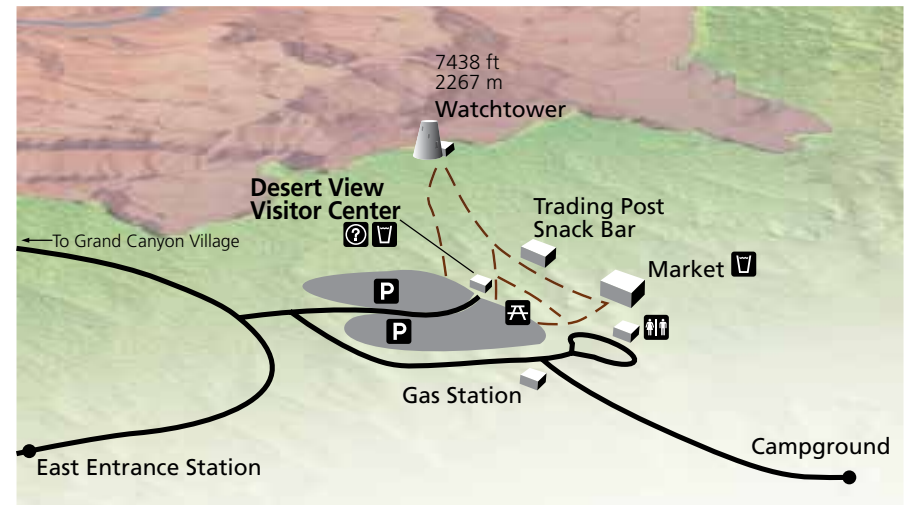 7438 ft
2267 m
Watchtower
Desert View
Visitor Center
Trading Post
Snack Bar
To Grand Canyon Village
Market
P
P
Gas Station
Campground
East Entrance Station